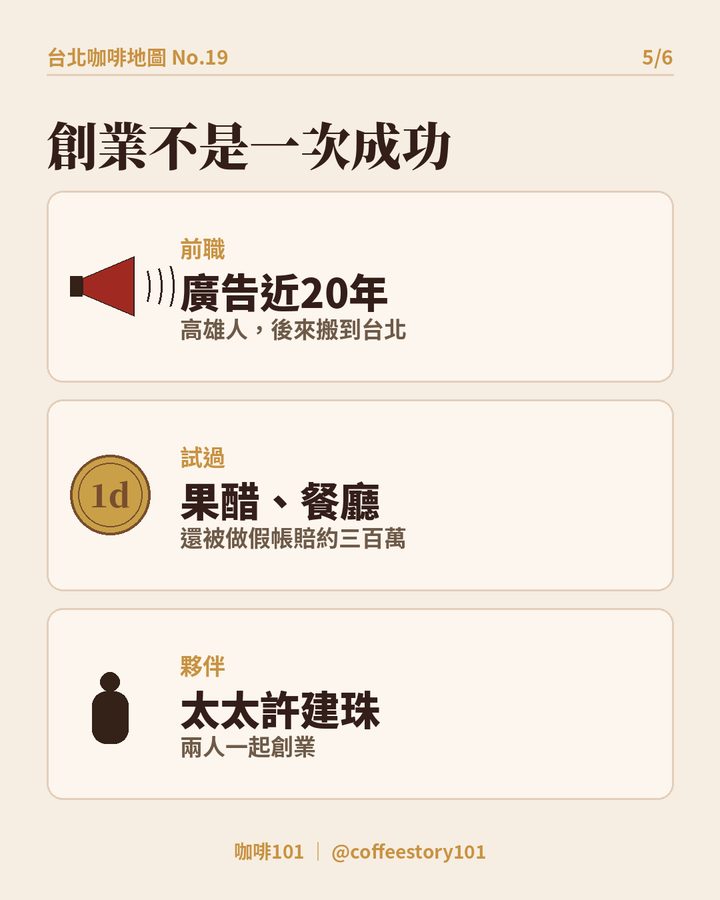 台北咖啡地圖 No.19
5/6
創業不是一次成功
前職
廣告近20年
高雄人，後來搬到台北
1d
試過
果醋、餐廳
還被做假帳賠約三百萬
夥伴
太太許建珠
兩人一起創業
咖啡101｜@coffeestory101